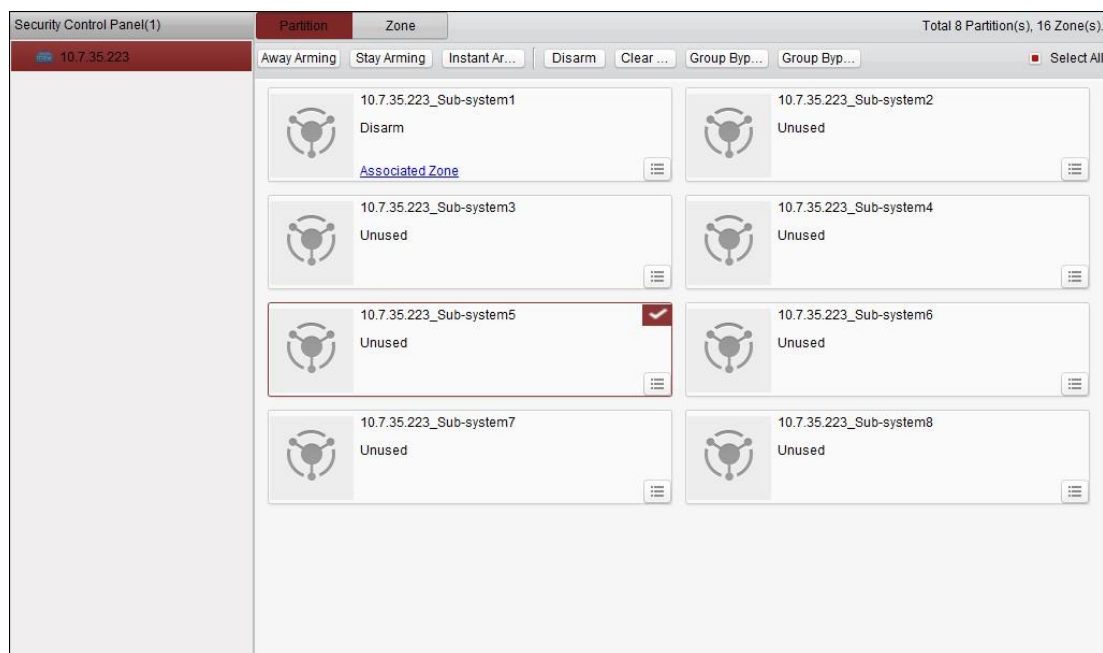 Security Control Panel(1)
Partition Zone Total 8 Partition(s), 16 Zone(s).
10.7.35.223
Away Arming Stay Arming Instant Ar... Disarm Clear ... Group Byp... Group Byp... Select All
10.7.35.223_Sub-system1
Disarm
Associated Zone
10.7.35.223_Sub-system2
Unused
10.7.35.223_Sub-system3
Unused
10.7.35.223_Sub-system4
Unused
10.7.35.223_Sub-system5
Unused
10.7.35.223_Sub-system6
Unused
10.7.35.223_Sub-system7
Unused
10.7.35.223_Sub-system8
Unused